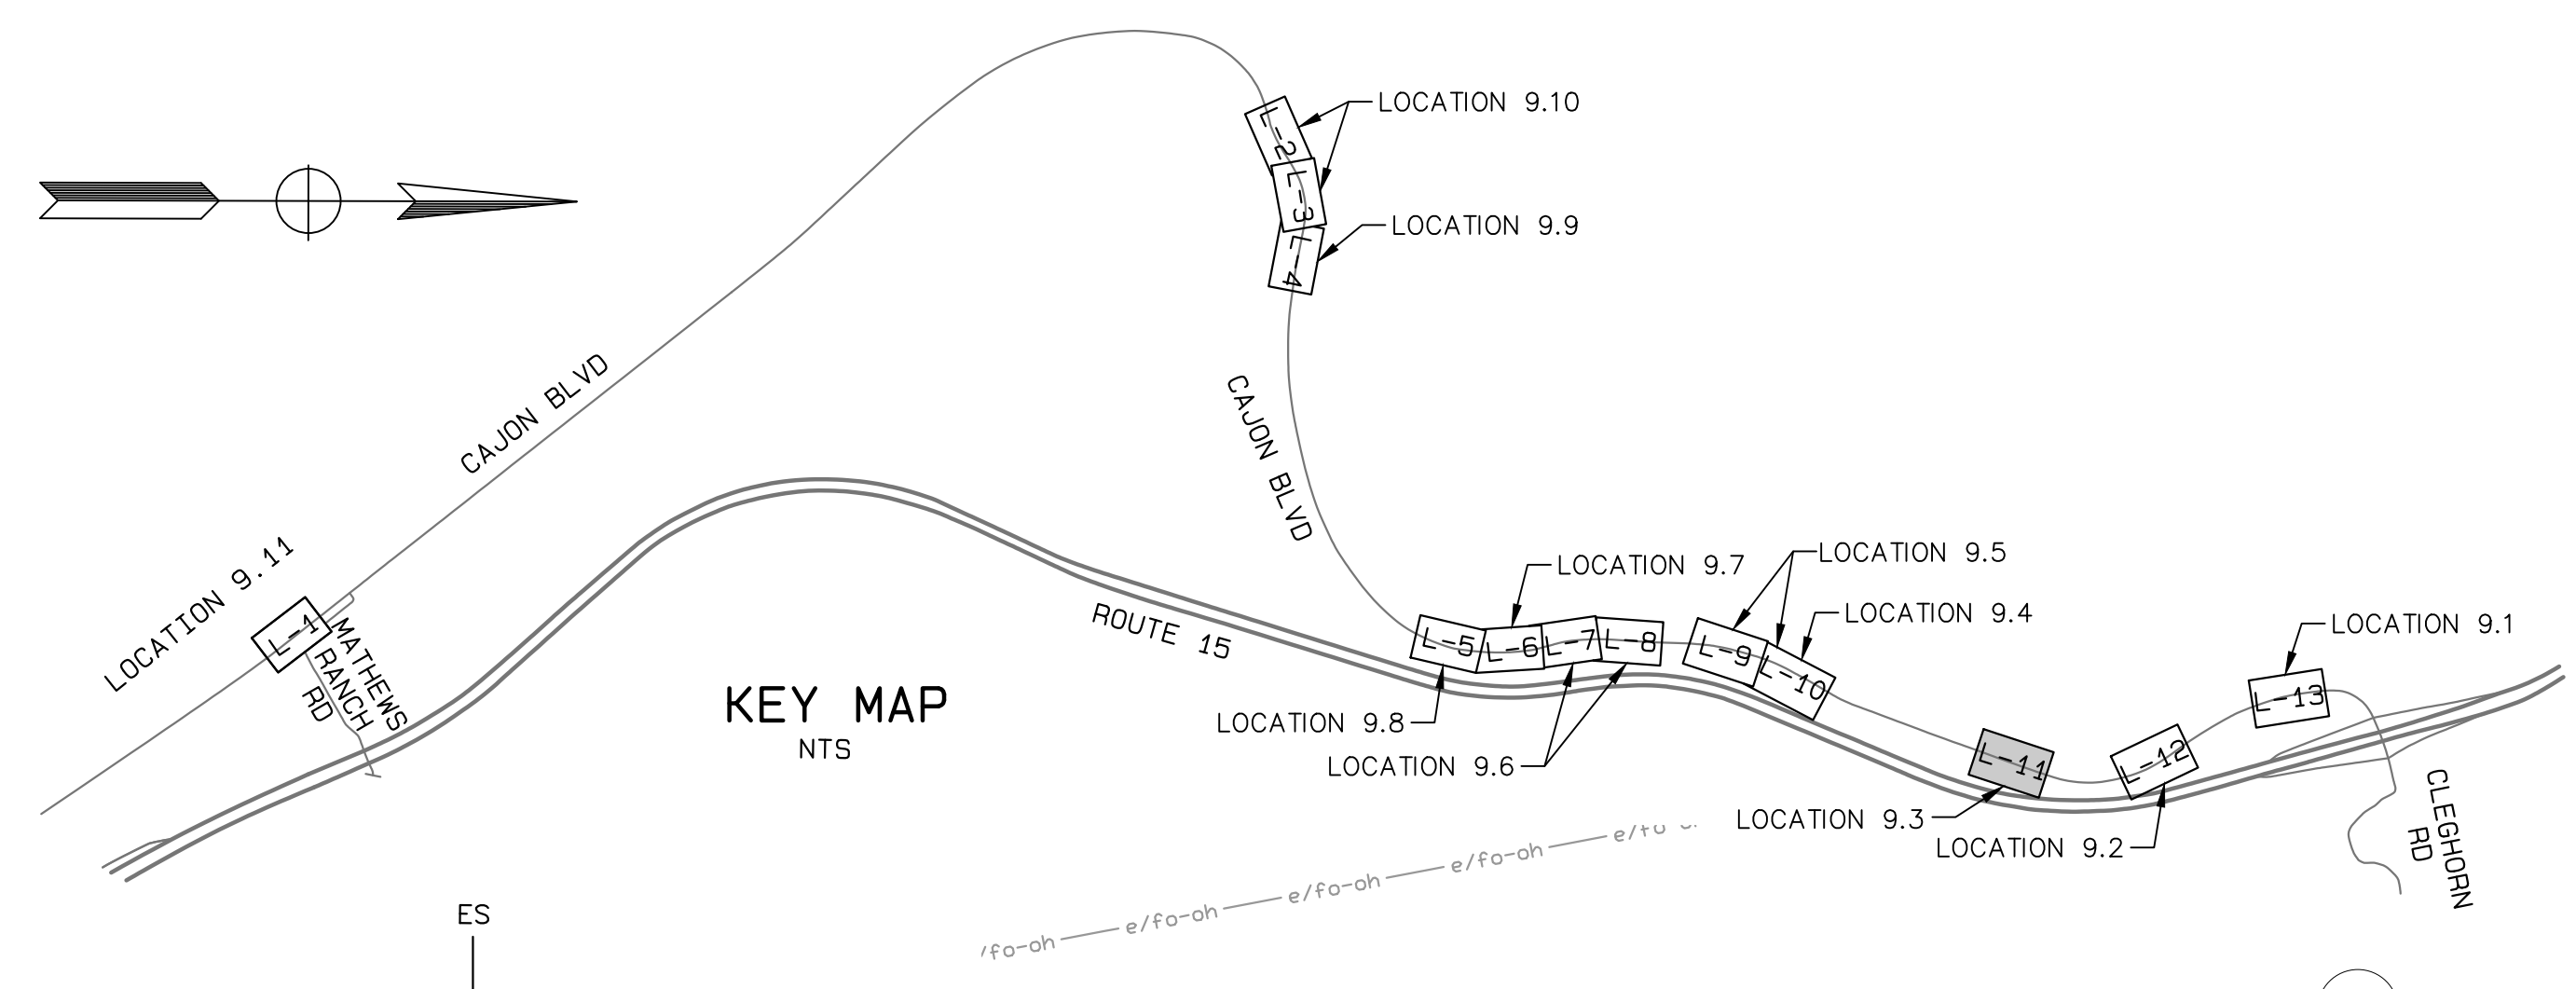 LOCATION 9.10
L-2
L-3
LOCATION 9.9
L-4
CAJON BLVD
CAJON BLVD
LOCATION 9.11
L-1
MATHEWS
RANCH
RD
ROUTE 15
KEY MAP
NTS
LOCATION 9.7
LOCATION 9.5
LOCATION 9.4
LOCATION 9.1
L-5
L-6
L-7
L-8
L-9
L-10
L-11
L-12
L-13
LOCATION 9.8
LOCATION 9.6
LOCATION 9.3
LOCATION 9.2
CLEGHORN
RD
/fo-oh e/fo-oh e/fo-oh e/fo-oh
ES